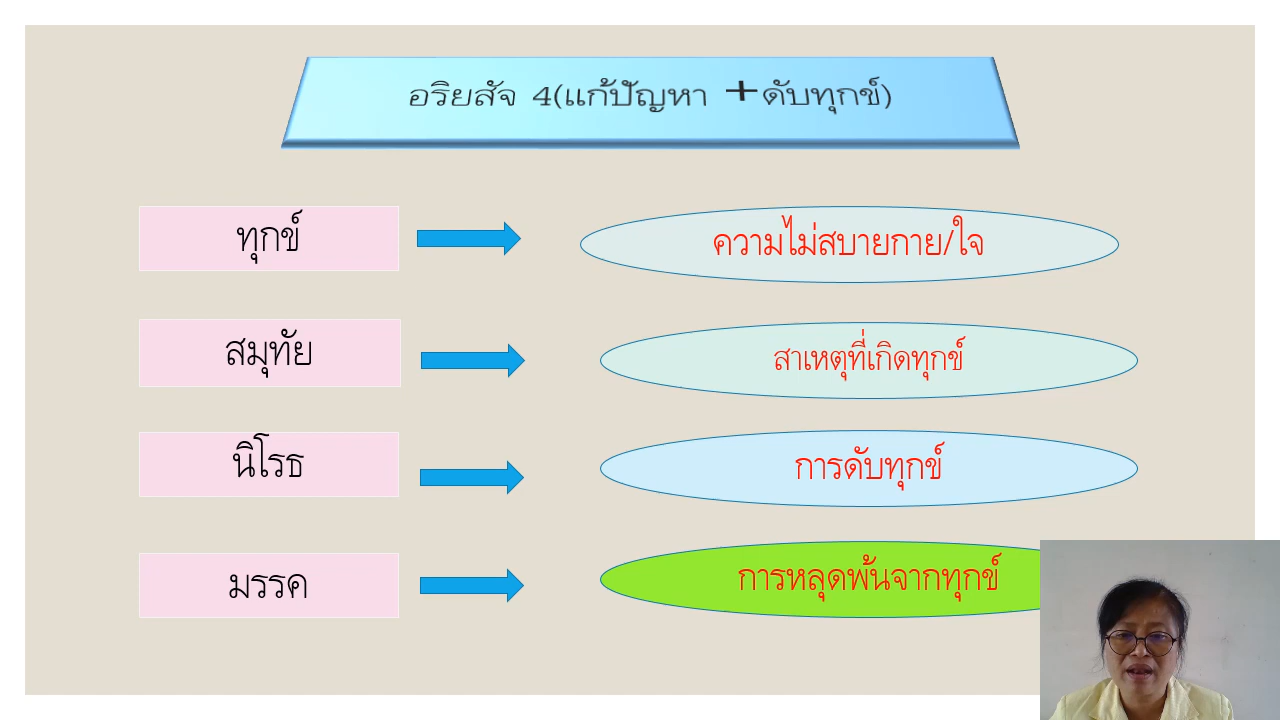 อริยสัจ 4(แก้ปัญหา +ดับทุกข์)
ทุกข์
ความไม่สบายกาย/ใจ
สมุทัย
สาเหตุที่เกิดทุกข์
นิโรธ
การดับทุกข์
มรรค
การหลุดพ้นจากทุกข์